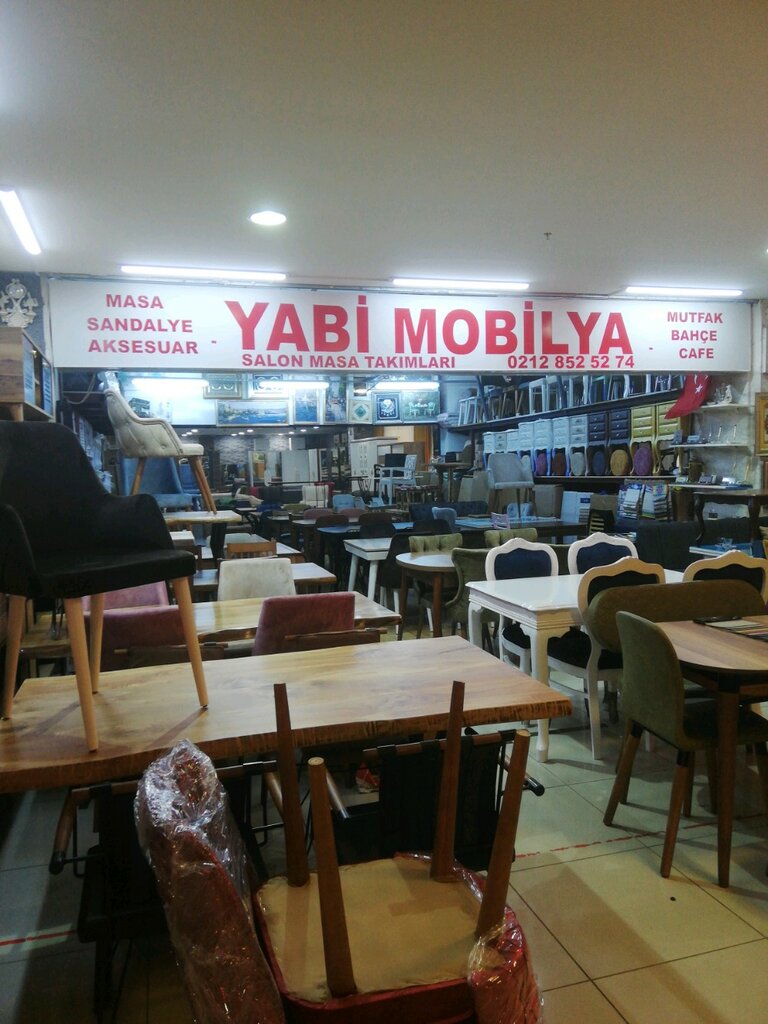 MASA
SANDALYE
AKSESUAR
- YABİ MOBİLYA -
SALON MASA TAKIMLARI 0212 852 52 74
MUTFAK
BAHÇE
CAFE